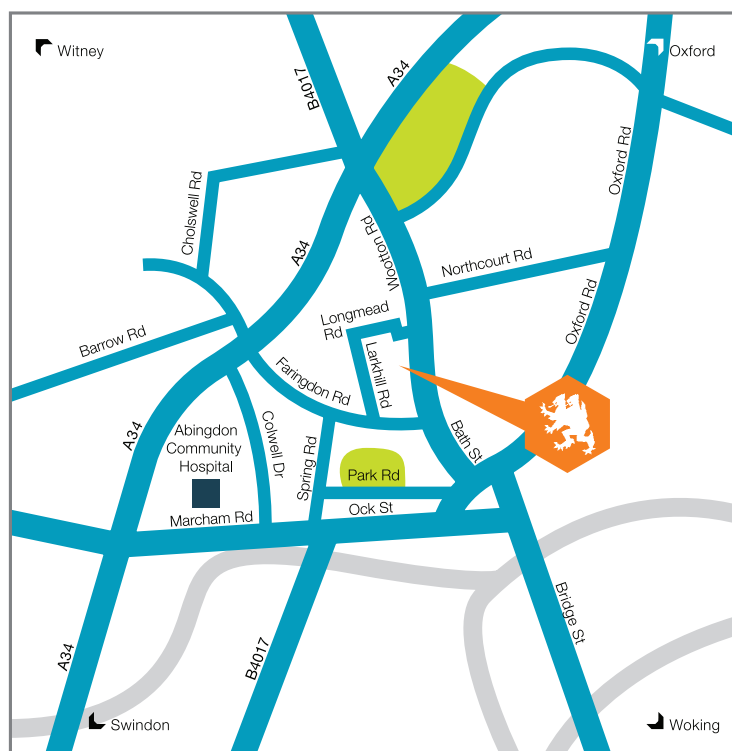 Witney
Oxford
A34
B4017
Oxford Rd
Cholswell Rd
A34
Wootton Rd
Northcourt Rd
Oxford Rd
Longmead
Rd
Barrow Rd
Larkhill Rd
Faringdon Rd
A34
Abingdon
Community
Hospital
Colwell Dr
Spring Rd
Bath St
Park Rd
Ock St
Marcham Rd
Bridge St
A34
B4017
Swindon
Woking